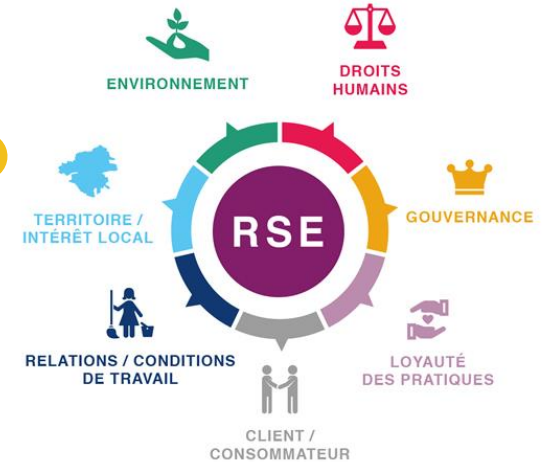 ENVIRONNEMENT
DROITS
HUMAINS
TERRITOIRE /
INTÉRÊT LOCAL
RSE
GOUVERNANCE
RELATIONS / CONDITIONS
DE TRAVAIL
LOYAUTÉ
DES PRATIQUES
CLIENT /
CONSOMMATEUR